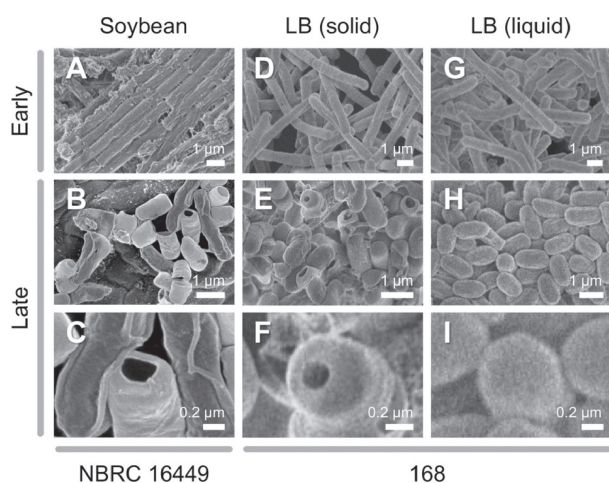 Soybean LB (solid) LB (liquid)
Early
A D G
1 µm 1 µm 1 µm
Late
B E H
1 µm 1 µm 1 µm
C F I
0.2 µm 0.2 µm 0.2 µm
NBRC 16449 168